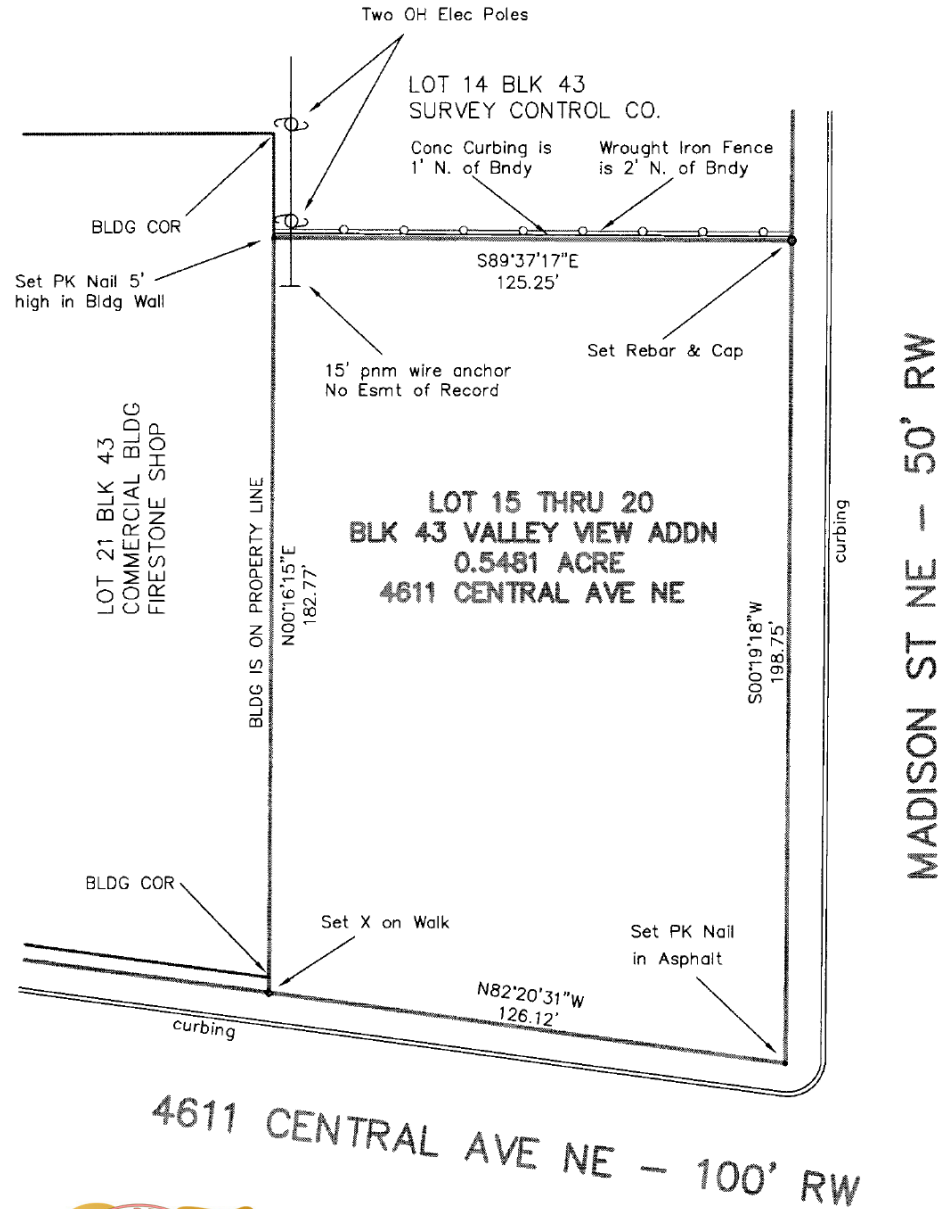 Two OH Elec Poles
LOT 14 BLK 43
SURVEY CONTROL CO.
Conc Curbing is
1' N. of Bndy
Wrought Iron Fence
is 2' N. of Bndy
BLDG COR
Set PK Nail 5'
high in Bldg Wall
S89°37'17"E
125.25'
Set Rebar & Cap
15' pnm wire anchor
No Esmt of Record
LOT 21 BLK 43
COMMERCIAL BLDG
FIRESTONE SHOP
BLDG IS ON PROPERTY LINE
N00°16'15"E
182.77'
LOT 15 THRU 20
BLK 43 VALLEY VIEW ADDN
0.5481 ACRE
4611 CENTRAL AVE NE
S00°19'18"W
198.75'
curbing
MADISON ST NE – 50' RW
BLDG COR
Set X on Walk
Set PK Nail
in Asphalt
N82°20'31"W
126.12'
curbing
4611 CENTRAL AVE NE – 100' RW